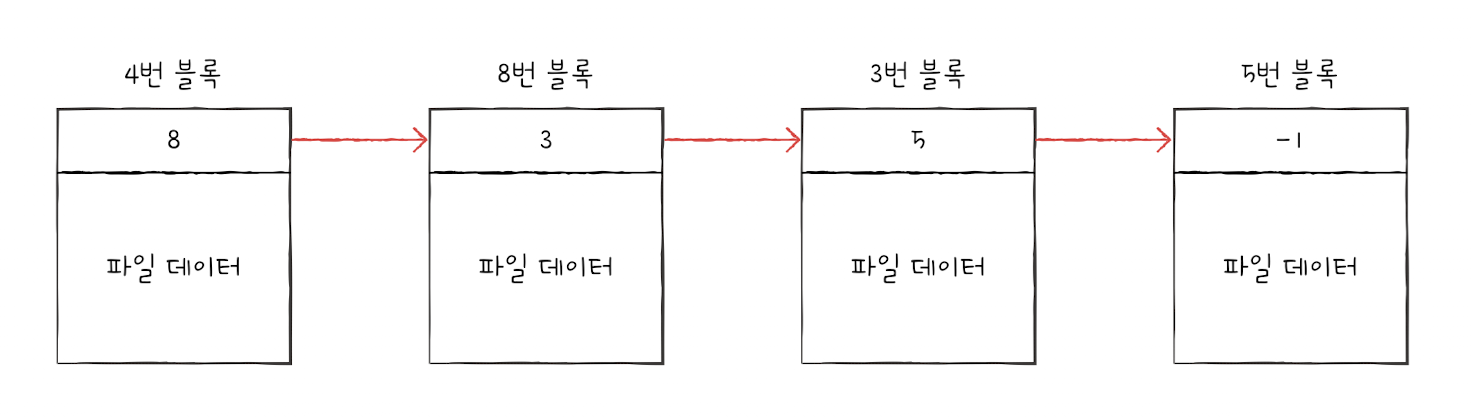 4번 블록 8번 블록 3번 블록 5번 블록
8 3 5 -1
파일 데이터 파일 데이터 파일 데이터 파일 데이터